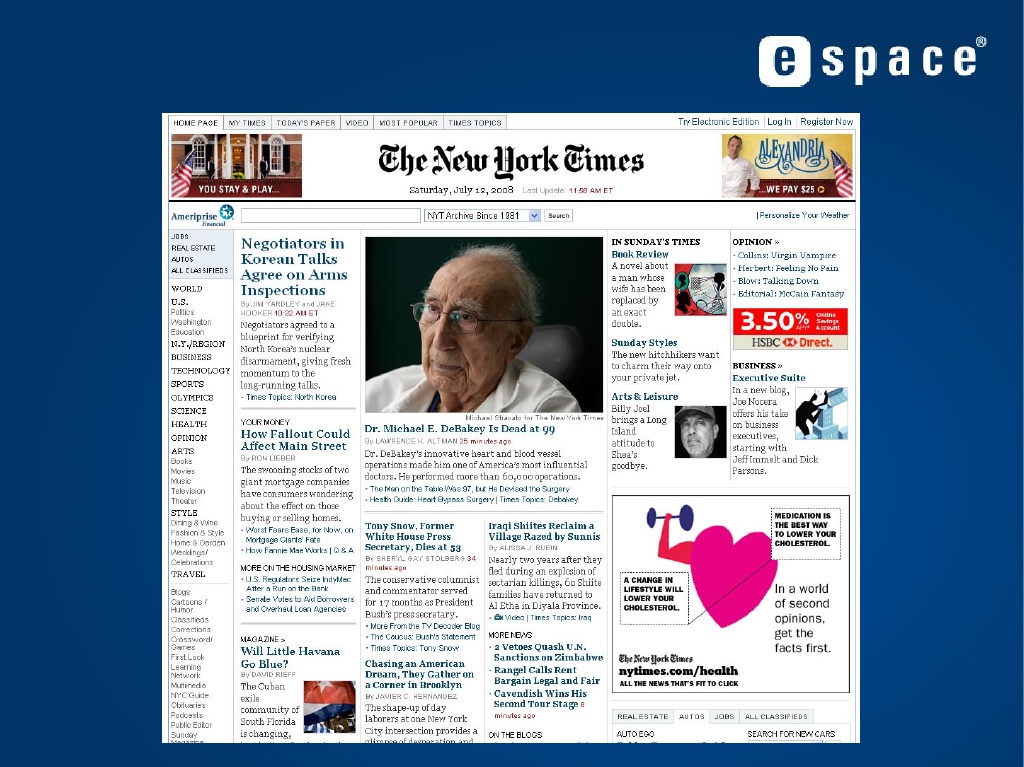 espace®
HOME PAGE
MY TIMES
TODAY'S PAPER
VIDEO
MOST POPULAR
TIMES TOPICS
Try Electronic Edition
Log In
Register Now
YOU STAY & PLAY...
The New York Times
Saturday, July 12, 2008
Last Update: 11:56 AM ET
ALEXANDRIA
...WE PAY $25
Ameriprise
Financial
NYT Archive Since 1981
Search
Personalize Your Weather
JOBS
REAL ESTATE
AUTOS
ALL CLASSIFIEDS
WORLD
U.S.
Politics
Washington
Education
N.Y./REGION
BUSINESS
TECHNOLOGY
SPORTS
OLYMPICS
SCIENCE
HEALTH
OPINION
ARTS
Books
Movies
Music
Television
Theater
STYLE
Dining & Wine
Fashion & Style
Home & Garden
Weddings/
Celebrations
TRAVEL
Blogs
Cartoons /
Humor
Classifieds
Corrections
Crossword/
Games
First Look
Learning
Network
Multimedia
NYC Guide
Obituaries
Podcasts
Public Editor
Sunday
Magazine
Negotiators in
Korean Talks
Agree on Arms
Inspections
By JIM YARDLEY and JAKE
HOOKER 10:32 AM ET
Negotiators agreed to a
blueprint for verifying
North Korea's nuclear
disarmament, giving fresh
momentum to the
long-running talks.
· Times Topics: North Korea
YOUR MONEY
How Fallout Could
Affect Main Street
By RON LIEBER
The swooning stocks of two
giant mortgage companies
have consumers wondering
about the effect on those
buying or selling homes.
· Worst Fears Ease, for Now, on
Mortgage Giants' Fate
· How Fannie Mae Works | Q & A
MORE ON THE HOUSING MARKET
· U.S. Regulators Seize IndyMac
After a Run on the Bank
· Senate Votes to Aid Borrowers
and Overhaul Loan Agencies
MAGAZINE »
Will Little Havana
Go Blue?
By DAVID RIEFF
The Cuban
exile
community of
South Florida
is changing,
Michael Stravato for The New York Times
Dr. Michael E. DeBakey Is Dead at 99
By LAWRENCE K. ALTMAN 25 minutes ago
Dr. DeBakey's innovative heart and blood vessel
operations made him one of America's most influential
doctors. He performed more than 60,000 operations.
· The Man on the Table Was 97, but He Devised the Surgery
· Health Guide: Heart Bypass Surgery | Times Topics: Debakey
Tony Snow, Former
White House Press
Secretary, Dies at 53
By SHERYL GAY STOLBERG 34
minutes ago
The conservative columnist
and commentator served
for 17 months as President
Bush's press secretary.
· More From the TV Decoder Blog
· The Caucus: Bush's Statement
· Times Topics: Tony Snow
Chasing an American
Dream, They Gather on
a Corner in Brooklyn
By JAVIER C. HERNANDEZ
The shape-up of day
laborers at one New York
City intersection provides a
glimpse of desperation and
Iraqi Shiites Reclaim a
Village Razed by Sunnis
By ALISSA J. RUBIN
Nearly two years after they
fled during an explosion of
sectarian killings, 60 Shiite
families have returned to
Al Etha in Diyala Province.
· Video | Times Topics: Iraq
MORE NEWS
· 2 Vetoes Quash U.N.
Sanctions on Zimbabwe
· Rangel Calls Rent
Bargain Legal and Fair
· Cavendish Wins His
Second Tour Stage 8
minutes ago
ON THE BLOGS
IN SUNDAY'S TIMES
Book Review
A novel about
a man whose
wife has been
replaced by
an exact
double.
Sunday Styles
The new hitchhikers want
to charm their way onto
your private jet.
Arts & Leisure
Billy Joel
brings a Long
Island
attitude to
Shea's
goodbye.
OPINION »
· Collins: Virgin Vampire
· Herbert: Feeling No Pain
· Blow: Talking Down
· Editorial: McCain Fantasy
3.50% APY*
Online
Savings
Account
HSBC Direct.
BUSINESS »
Executive Suite
In a new blog,
Joe Nocera
offers his take
on business
executives,
starting with
Jeff Immelt and Dick
Parsons.
MEDICATION IS
THE BEST WAY
TO LOWER YOUR
CHOLESTEROL.
A CHANGE IN
LIFESTYLE WILL
LOWER YOUR
CHOLESTEROL.
In a world
of second
opinions,
get the
facts first.
The New York Times
nytimes.com/health
ALL THE NEWS THAT'S FIT TO CLICK
REAL ESTATE
AUTOS
JOBS
ALL CLASSIFIEDS
AUTO EGO
SEARCH FOR NEW CARS